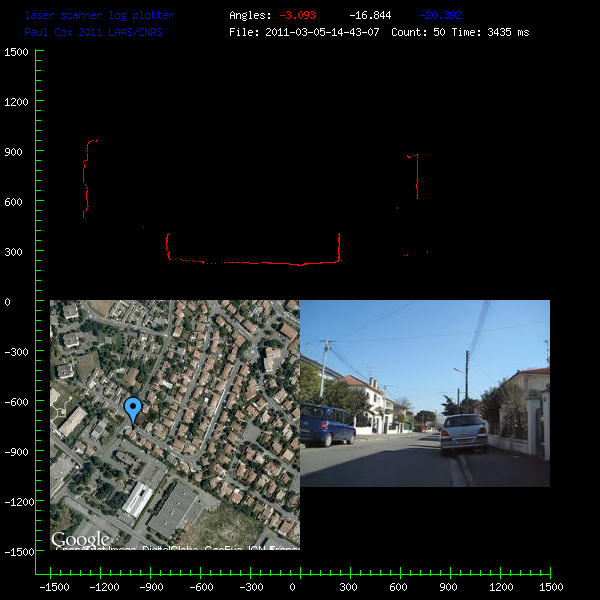 laser scanner log plotter
Paul Cox 2011 LAAS/CNRS
Angles: -3.093 -16.844 -20.392
File: 2011-03-05-14-43-07 Count: 50 Time: 3435 ms
1500
1200
900
600
300
0
-300
-600
-900
-1200
-1500
Google
-1500 -1200 -900 -600 -300 0 300 600 900 1200 1500